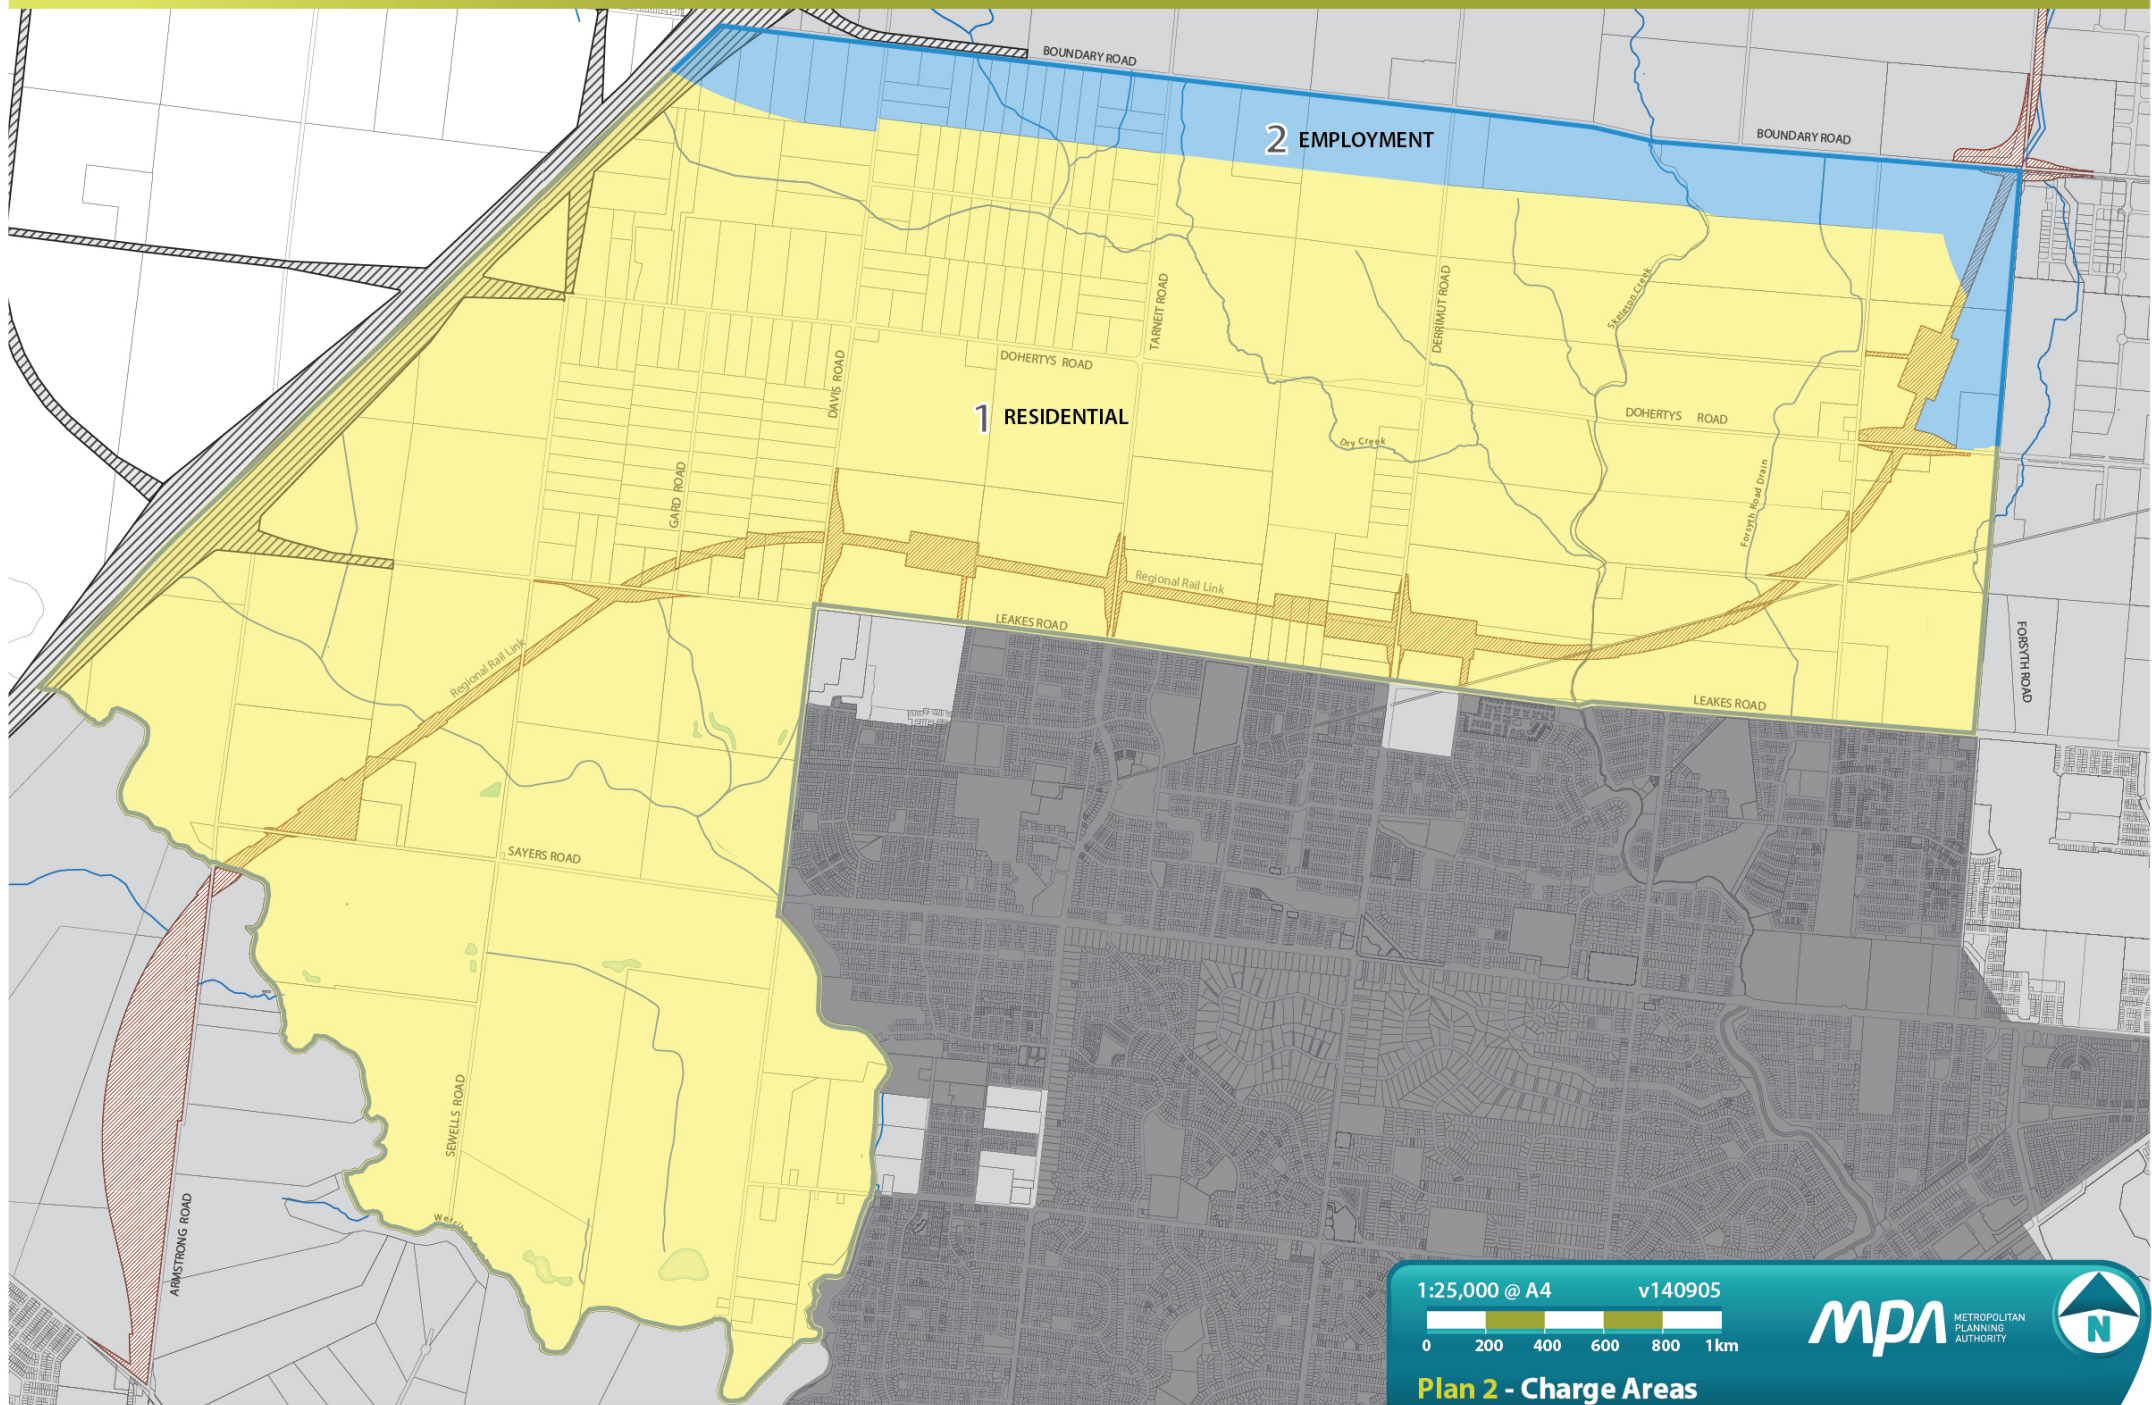 BOUNDARY ROAD
BOUNDARY ROAD
2 EMPLOYMENT
Skeleton Creek
TARNEIT ROAD
DERRIMUT ROAD
DOHERTYS ROAD
DAVIS ROAD
1 RESIDENTIAL
DOHERTYS ROAD
Dry Creek
GARD ROAD
Forsyth Road Drain
Regional Rail Link
LEAKES ROAD
FORSYTH ROAD
Regional Rail Link
LEAKES ROAD
SAYERS ROAD
SEWELLS ROAD
ARMSTRONG ROAD
1:25,000 @ A4 v140905
0 200 400 600 800 1km
MPA METROPOLITAN
PLANNING
AUTHORITY
N
Plan 2 - Charge Areas